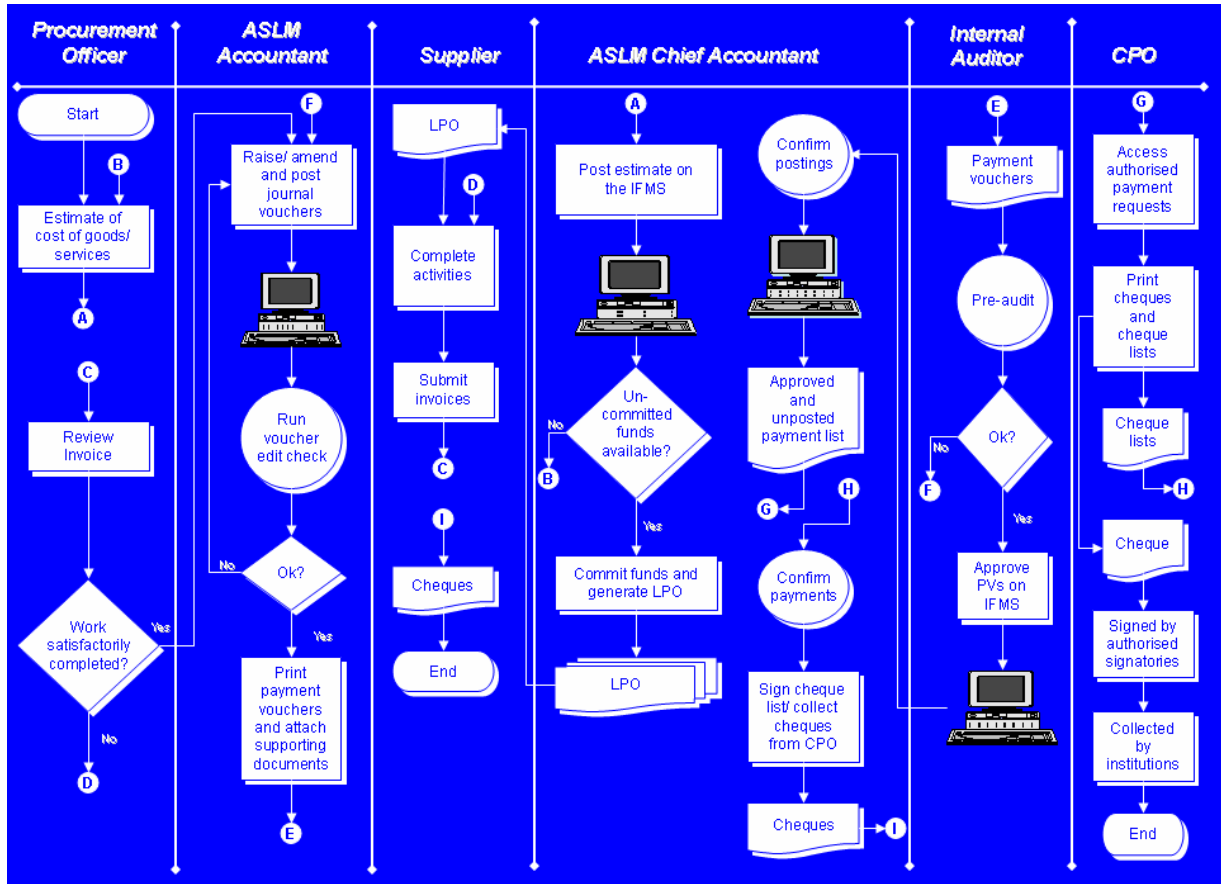 Procurement
Officer
Start
B
Estimate of
cost of goods/
services
A
C
Review
Invoice
Work
satisfactorily
completed?
Yes
No
D
ASLM
Accountant
F
Raise/ amend
and post
journal
vouchers
Run
voucher
edit check
No
Ok?
Yes
Print
payment
vouchers
and attach
supporting
documents
E
Supplier
LPO
D
Complete
activities
Submit
invoices
C
I
Cheques
End
ASLM Chief Accountant
A
Post estimate on
the IFMS
Un-
committed
funds
available?
No
B
Yes
Commit funds and
generate LPO
LPO
Confirm
postings
Approved
and
unposted
payment list
G
H
Confirm
payments
Sign cheque
list/ collect
cheques
from CPO
Cheques
I
Internal
Auditor
E
Payment
vouchers
Pre-audit
Ok?
No
F
Yes
Approve
PVs on
IFMS
CPO
G
Access
authorised
payment
requests
Print
cheques
and
cheque
lists
Cheque
lists
H
Cheque
Signed by
authorised
signatories
Collected
by
institutions
End